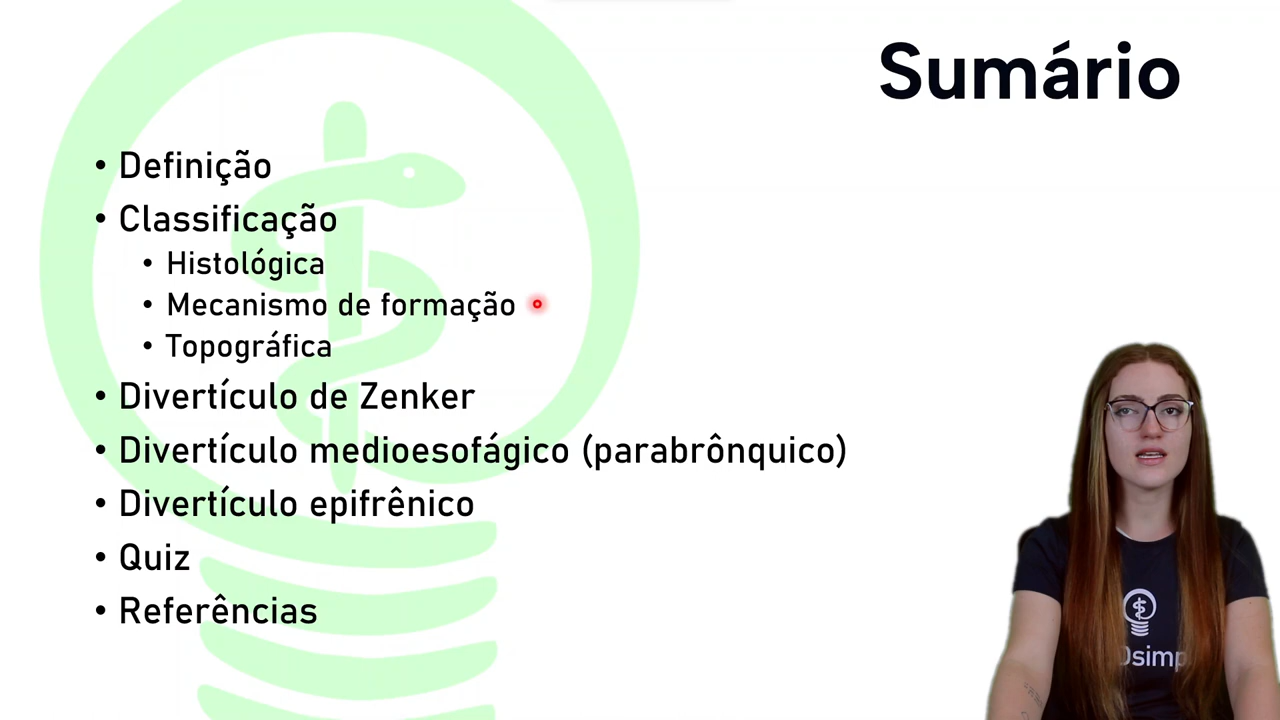 Sumário
• Definição
• Classificação
• Histológica
• Mecanismo de formação
• Topográfica
• Divertículo de Zenker
• Divertículo medioesofágico (parabrônquico)
• Divertículo epifrênico
• Quiz
• Referências